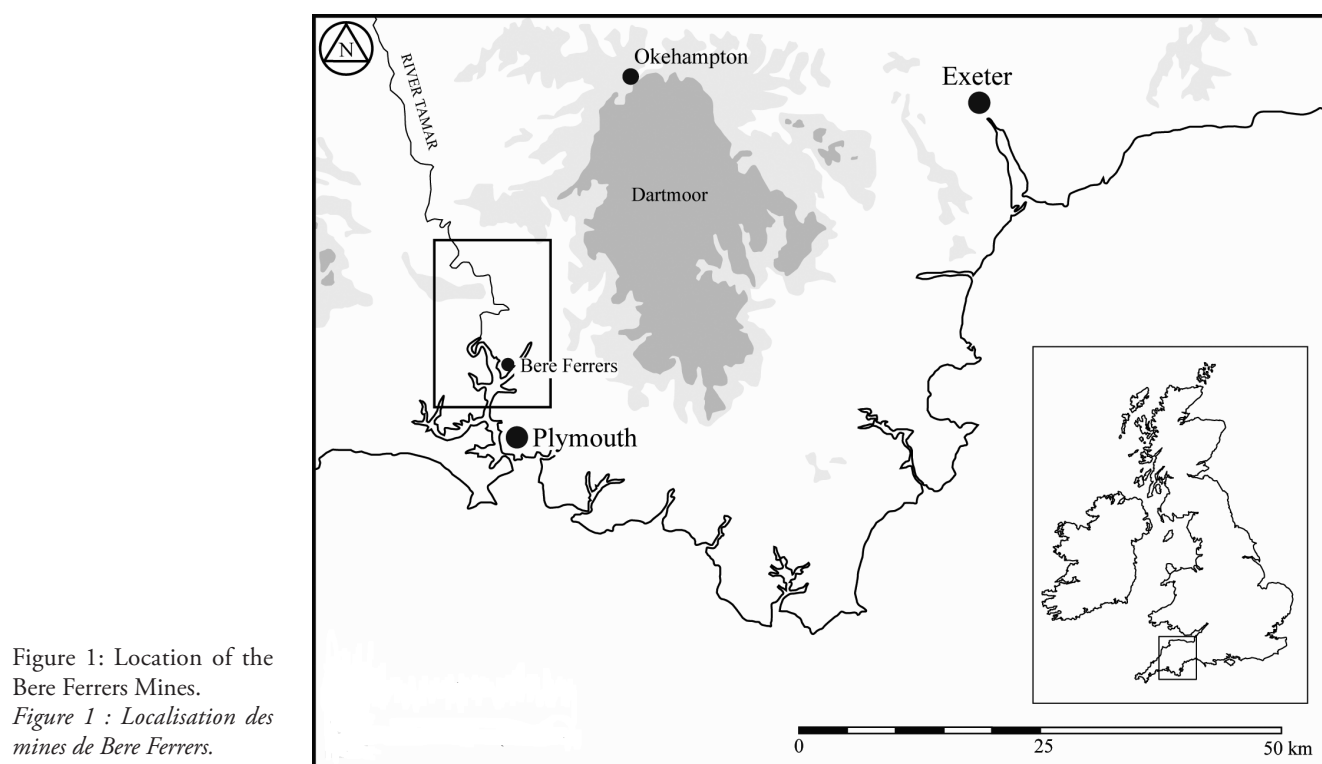 N
RIVER TAMAR
Okehampton
Exeter
Dartmoor
Bere Ferrers
Plymouth
0 25 50 km
Figure 1: Location of the
Bere Ferrers Mines.
Figure 1 : Localisation des
mines de Bere Ferrers.